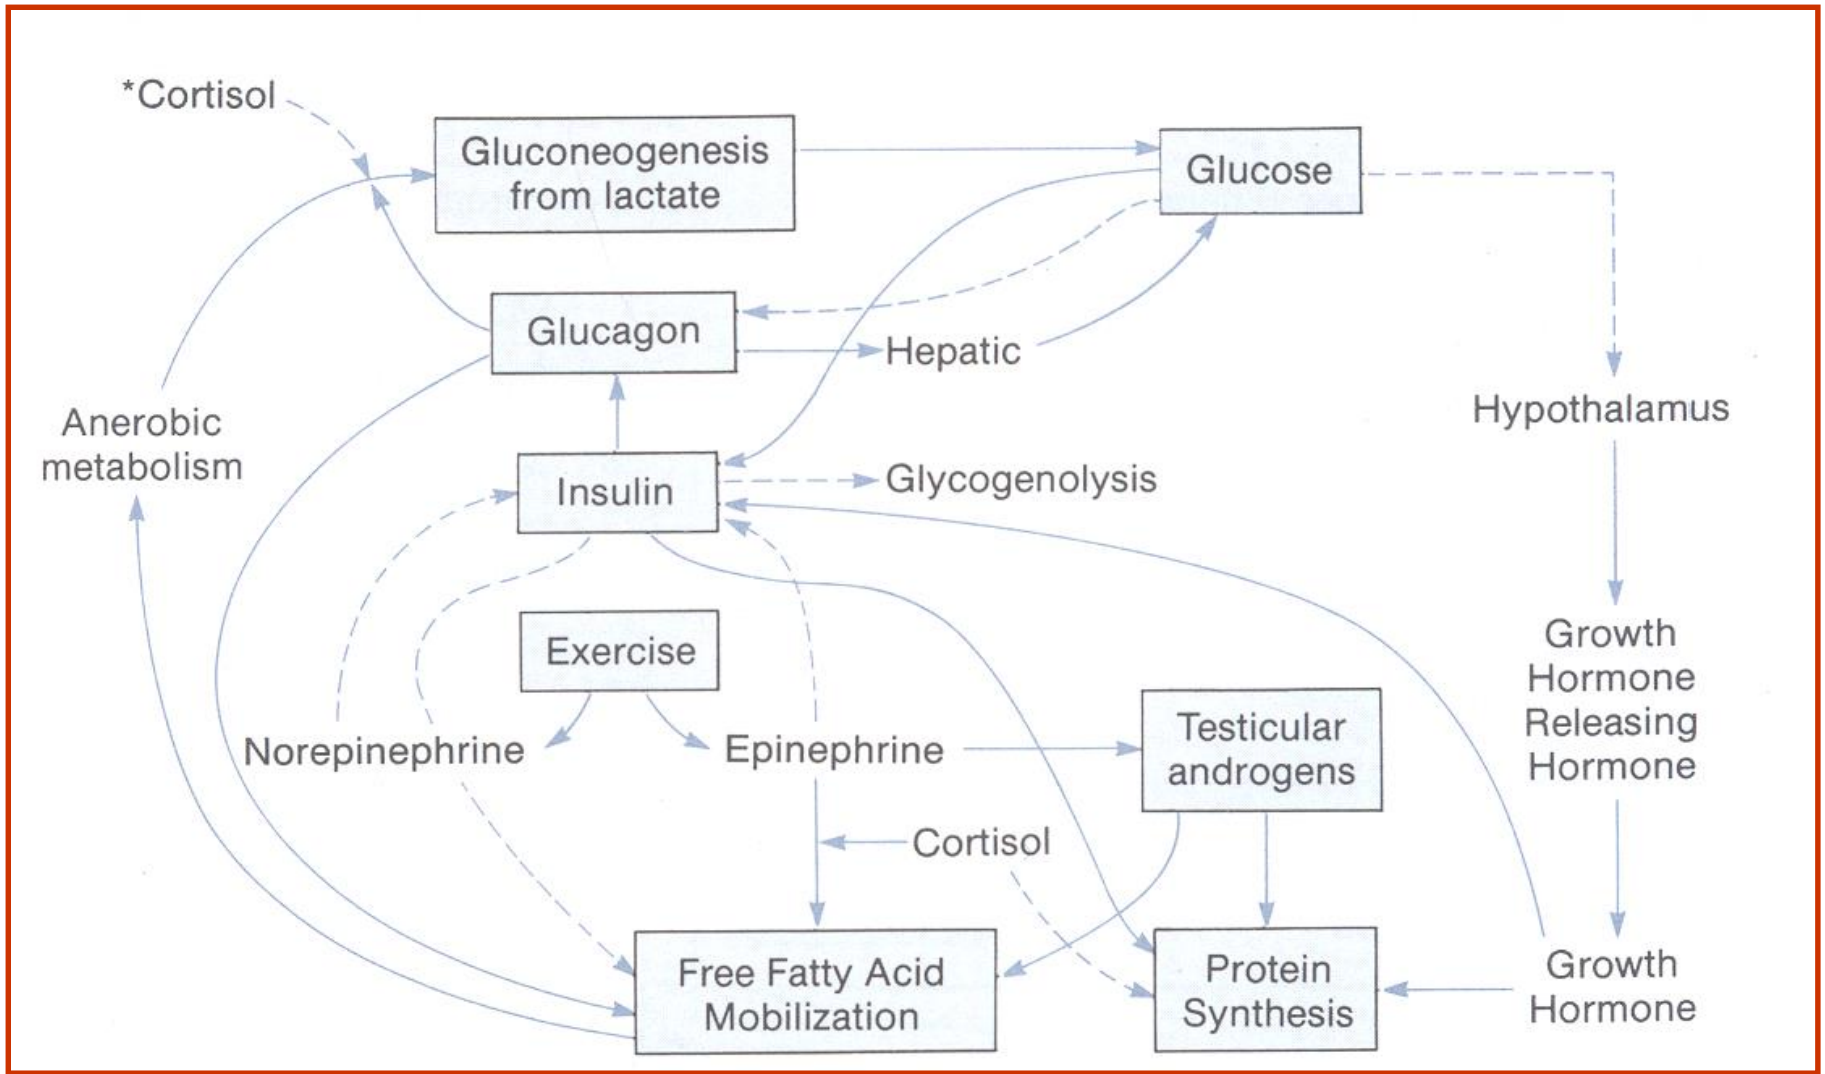 *Cortisol
Gluconeogenesis
from lactate
Glucose
Glucagon
Hepatic
Anerobic
metabolism
Hypothalamus
Insulin
Glycogenolysis
Exercise
Growth
Hormone
Releasing
Hormone
Norepinephrine
Epinephrine
Testicular
androgens
Cortisol
Free Fatty Acid
Mobilization
Protein
Synthesis
Growth
Hormone